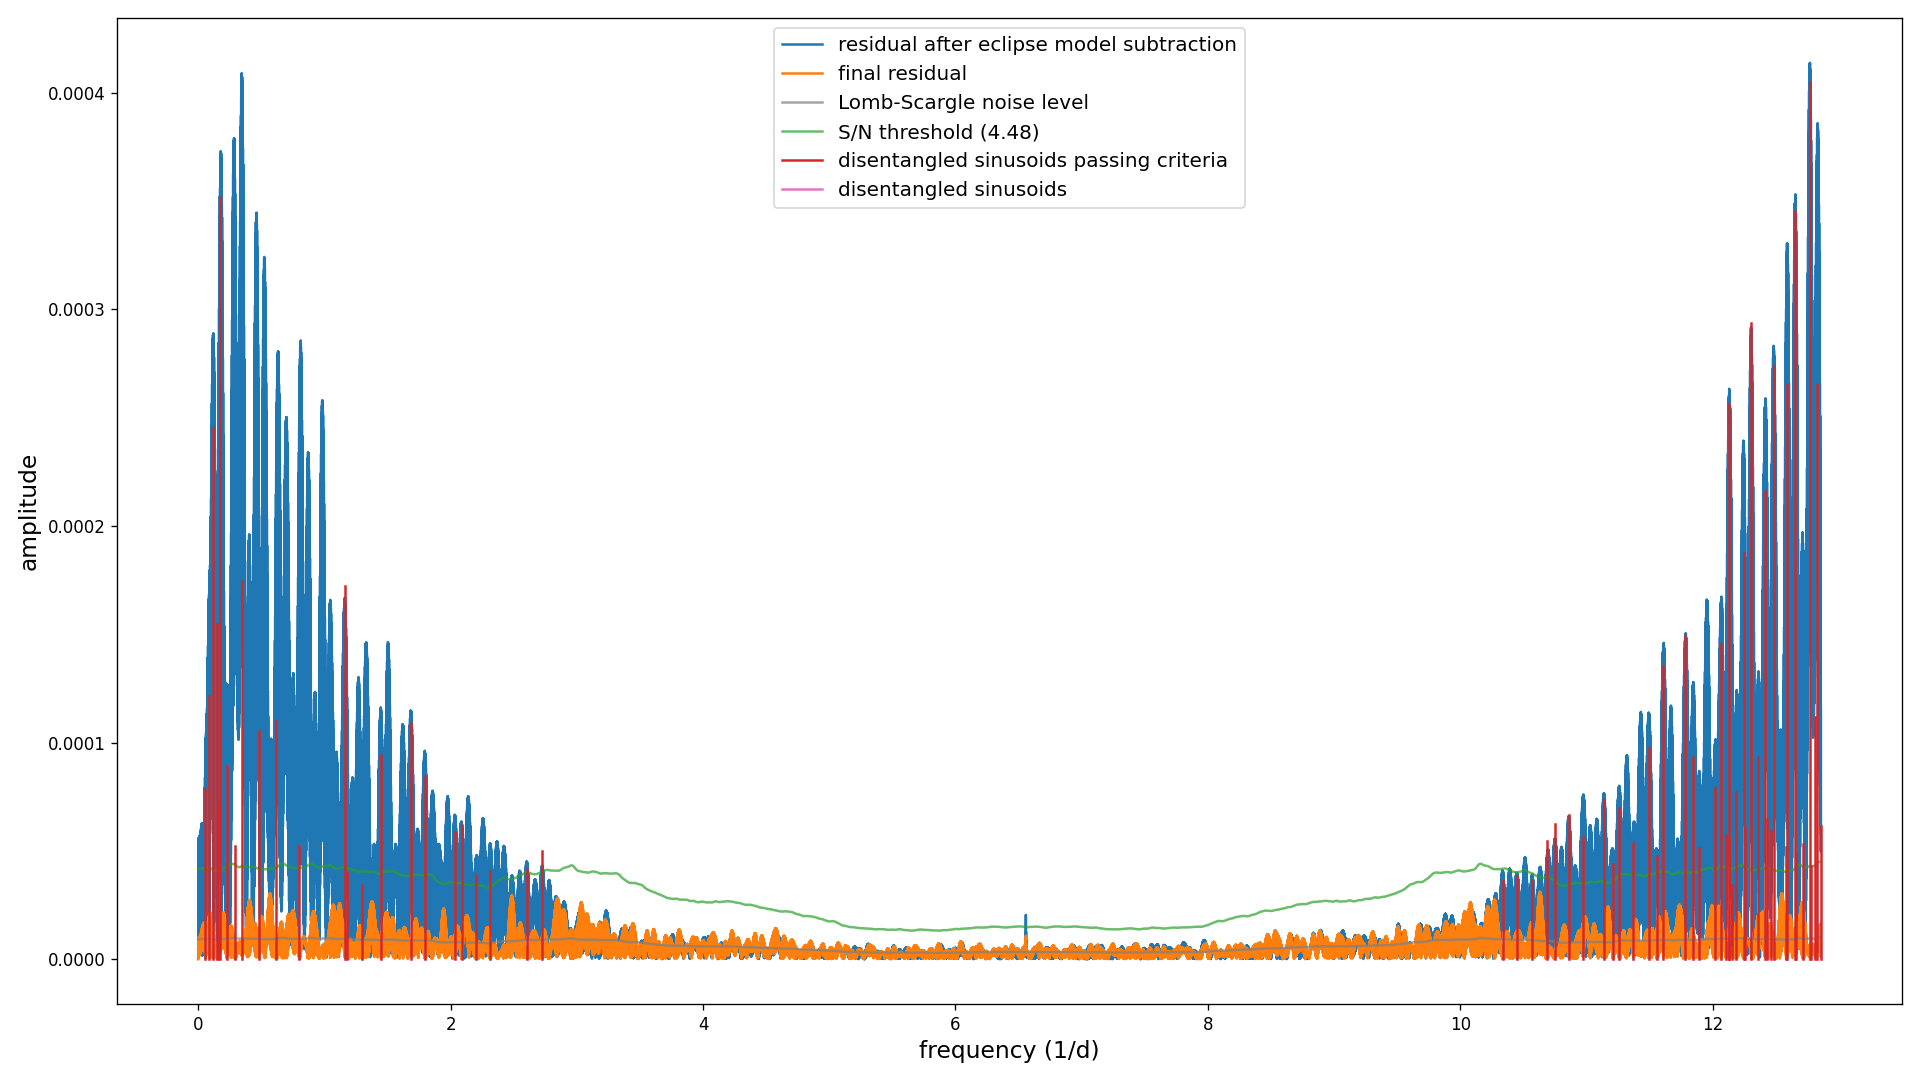 residual after eclipse model subtraction
final residual
Lomb-Scargle noise level
S/N threshold (4.48)
disentangled sinusoids passing criteria
disentangled sinusoids
amplitude
0.0004
0.0003
0.0002
0.0001
0.0000
0 2 4 6 8 10 12
frequency (1/d)